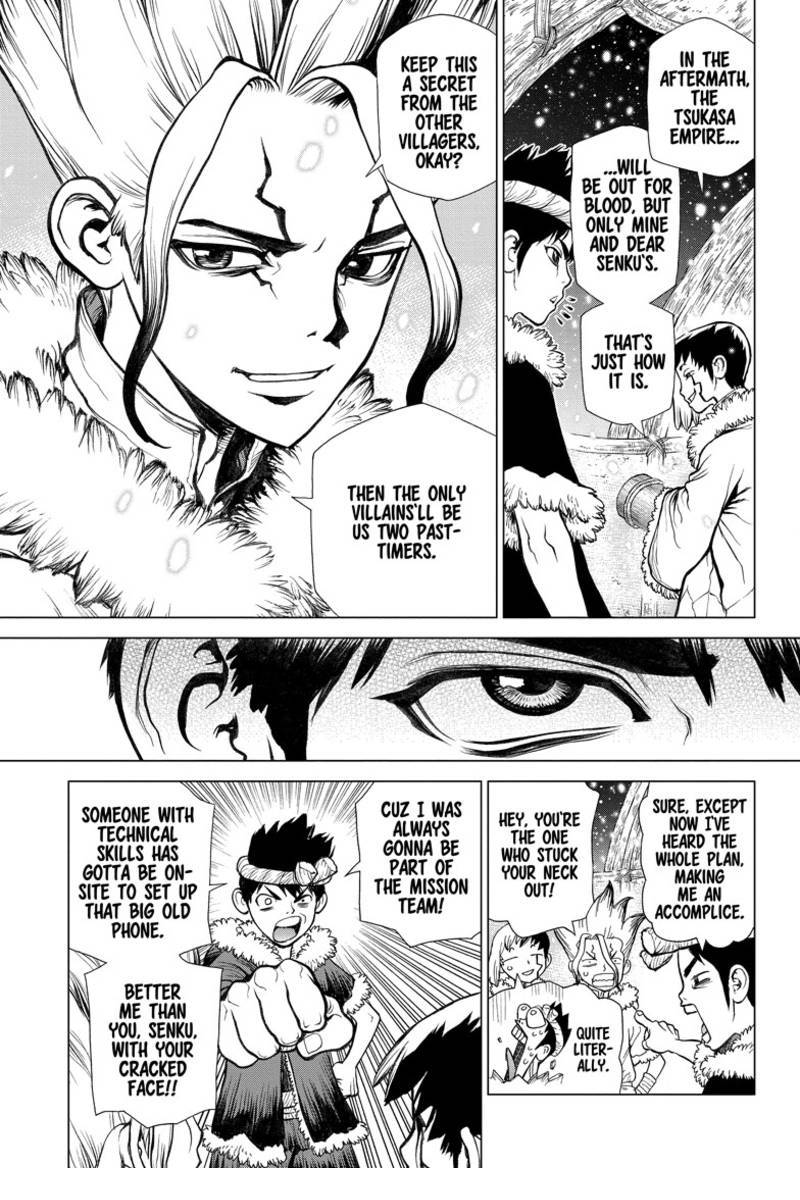 IN THE
AFTERMATH,
THE
TSUKASA
EMPIRE...
...WILL
BE OUT FOR
BLOOD, BUT
ONLY MINE
AND DEAR
SENKU'S.
THAT'S
JUST HOW
IT IS.
KEEP THIS
A SECRET
FROM THE
OTHER
VILLAGERS,
OKAY?
THEN THE ONLY
VILLAINS'LL BE
US TWO PAST-
TIMERS.
SURE, EXCEPT
NOW I'VE
HEARD THE
WHOLE PLAN,
MAKING
ME AN
ACCOMPLICE.
HEY, YOU'RE
THE ONE
WHO STUCK
YOUR NECK
OUT!
QUITE
LITER-
ALLY.
CUZ I WAS
ALWAYS
GONNA BE
PART OF
THE MISSION
TEAM!
SOMEONE WITH
TECHNICAL
SKILLS HAS
GOTTA BE ON-
SITE TO SET UP
THAT BIG OLD
PHONE.
BETTER
ME THAN
YOU, SENKU,
WITH YOUR
CRACKED
FACE!!